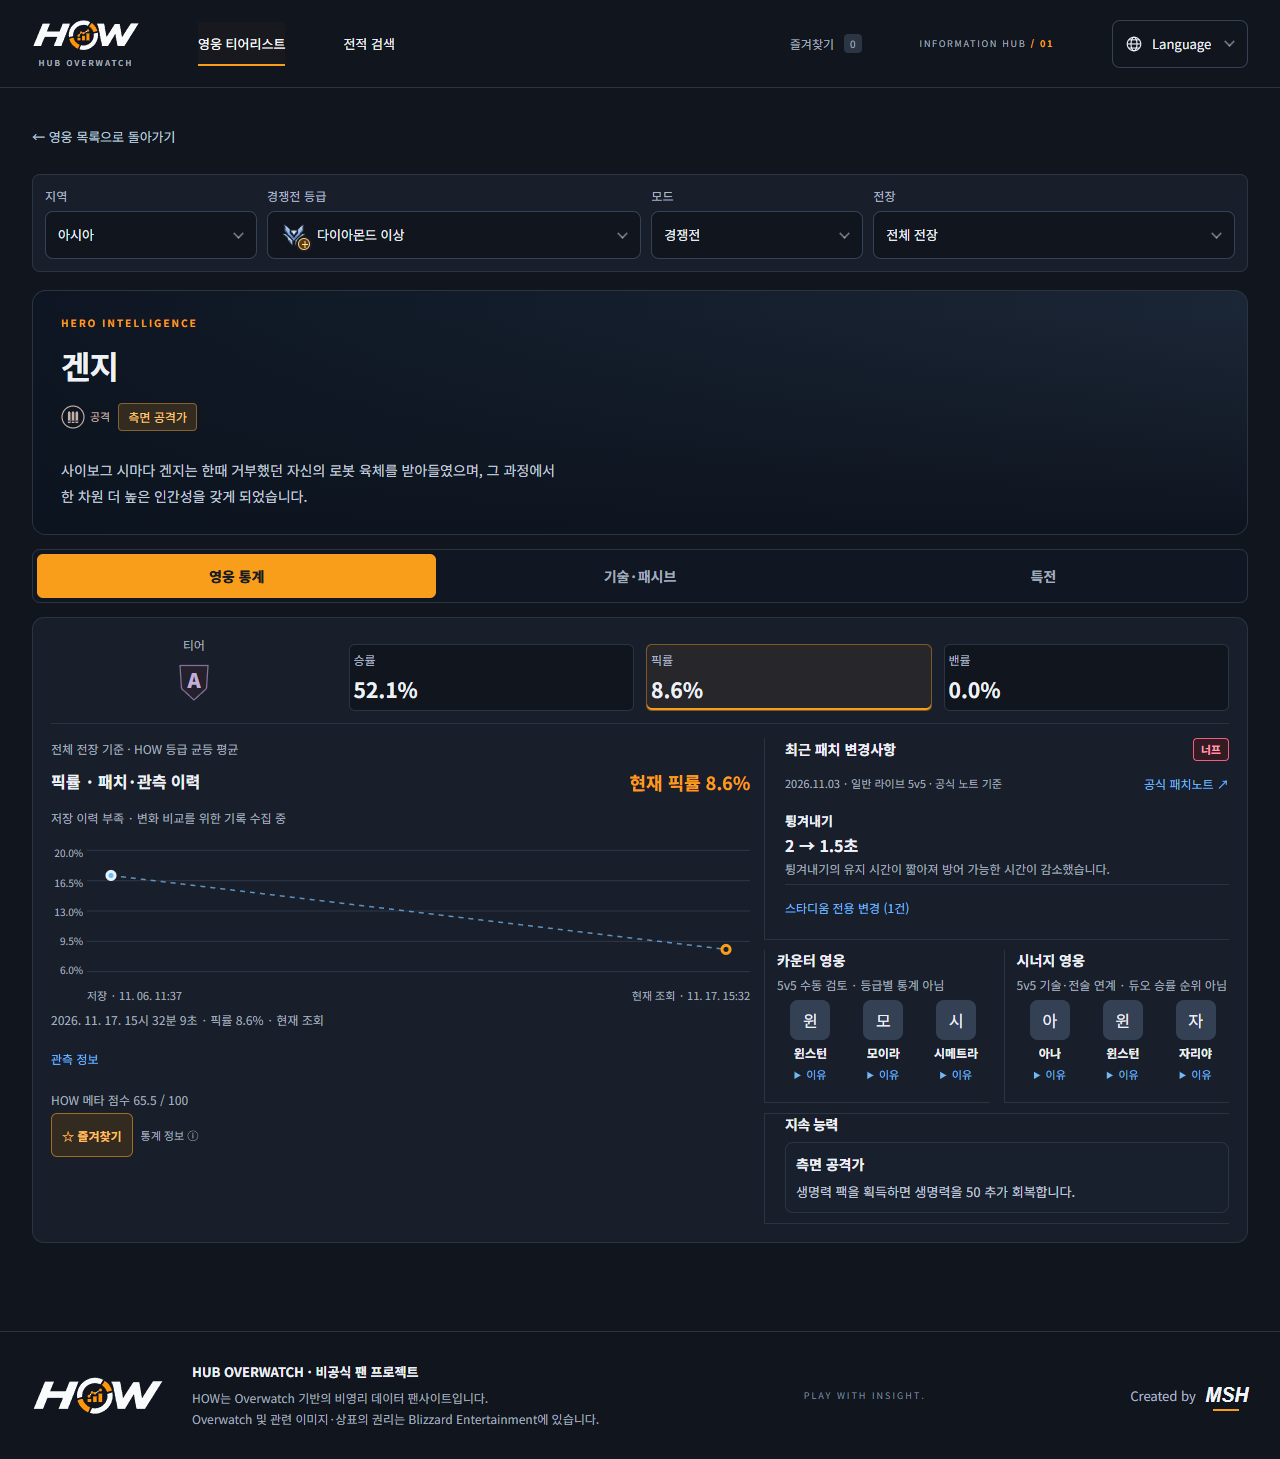 HOW
HUB OVERWATCH
영웅 티어리스트
전적 검색
즐겨찾기 0
INFORMATION HUB / 01
Language
← 영웅 목록으로 돌아가기
지역
경쟁전 등급
모드
전장
아시아
다이아몬드 이상
경쟁전
전체 전장
HERO INTELLIGENCE
겐지
공격
측면 공격가
사이보그 시마다 겐지는 한때 거부했던 자신의 로봇 육체를 받아들였으며, 그 과정에서
한 차원 더 높은 인간성을 갖게 되었습니다.
영웅 통계
기술·패시브
특전
티어
A
승률
52.1%
픽률
8.6%
밴률
0.0%
전체 전장 기준 · HOW 등급 균등 평균
픽률 · 패치·관측 이력
현재 픽률 8.6%
저장 이력 부족 · 변화 비교를 위한 기록 수집 중
20.0%
16.5%
13.0%
9.5%
6.0%
저장 · 11. 06. 11:37
현재 조회 · 11. 17. 15:32
2026. 11. 17. 15시 32분 9초 · 픽률 8.6% · 현재 조회
관측 정보
HOW 메타 점수 65.5 / 100
☆ 즐겨찾기
통계 정보 ⓘ
최근 패치 변경사항
너프
2026.11.03 · 일반 라이브 5v5 · 공식 노트 기준
공식 패치노트 ↗
튕겨내기
2 → 1.5초
튕겨내기의 유지 시간이 짧아져 방어 가능한 시간이 감소했습니다.
스타디움 전용 변경 (1건)
카운터 영웅
5v5 수동 검토 · 등급별 통계 아님
윈
모
시
윈스턴
모이라
시메트라
▶ 이유
▶ 이유
▶ 이유
시너지 영웅
5v5 기술·전술 연계 · 듀오 승률 순위 아님
아
윈
자
아나
윈스턴
자리야
▶ 이유
▶ 이유
▶ 이유
지속 능력
측면 공격가
생명력 팩을 획득하면 생명력을 50 추가 회복합니다.
HOW
HUB OVERWATCH · 비공식 팬 프로젝트
HOW는 Overwatch 기반의 비영리 데이터 팬사이트입니다.
Overwatch 및 관련 이미지·상표의 권리는 Blizzard Entertainment에 있습니다.
PLAY WITH INSIGHT.
Created by MSH